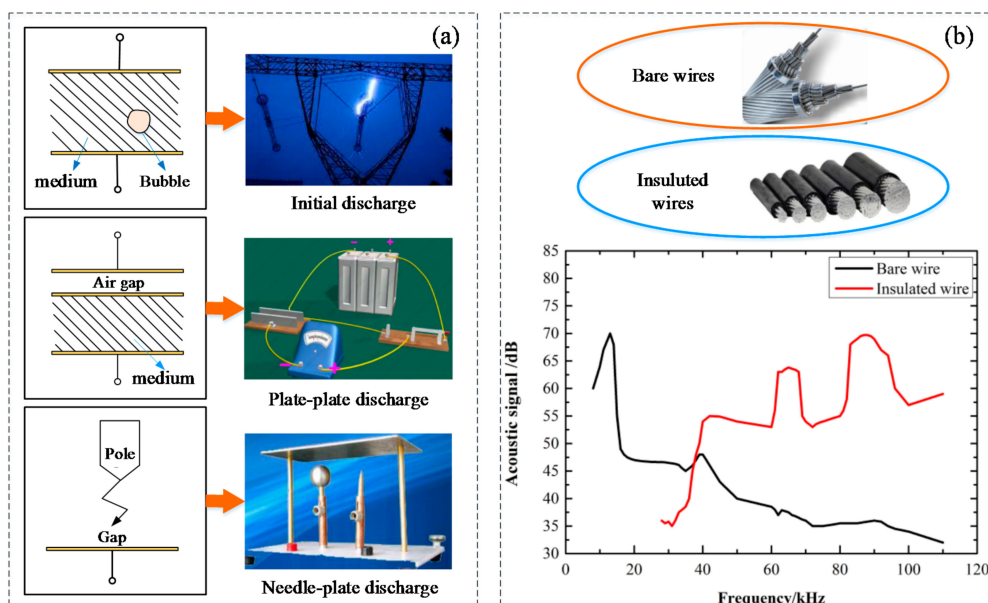 (a)
medium
Bubble
Initial discharge
Air gap
medium
- +
- +
Plate-plate discharge
Pole
Gap
Needle-plate discharge
(b)
Bare wires
Insuluted
wires
Bare wire
Insulated wire
Acoustic signal /dB
80
75
70
65
60
55
50
45
40
35
30
0 20 40 60 80 100 120
Frequency/kHz